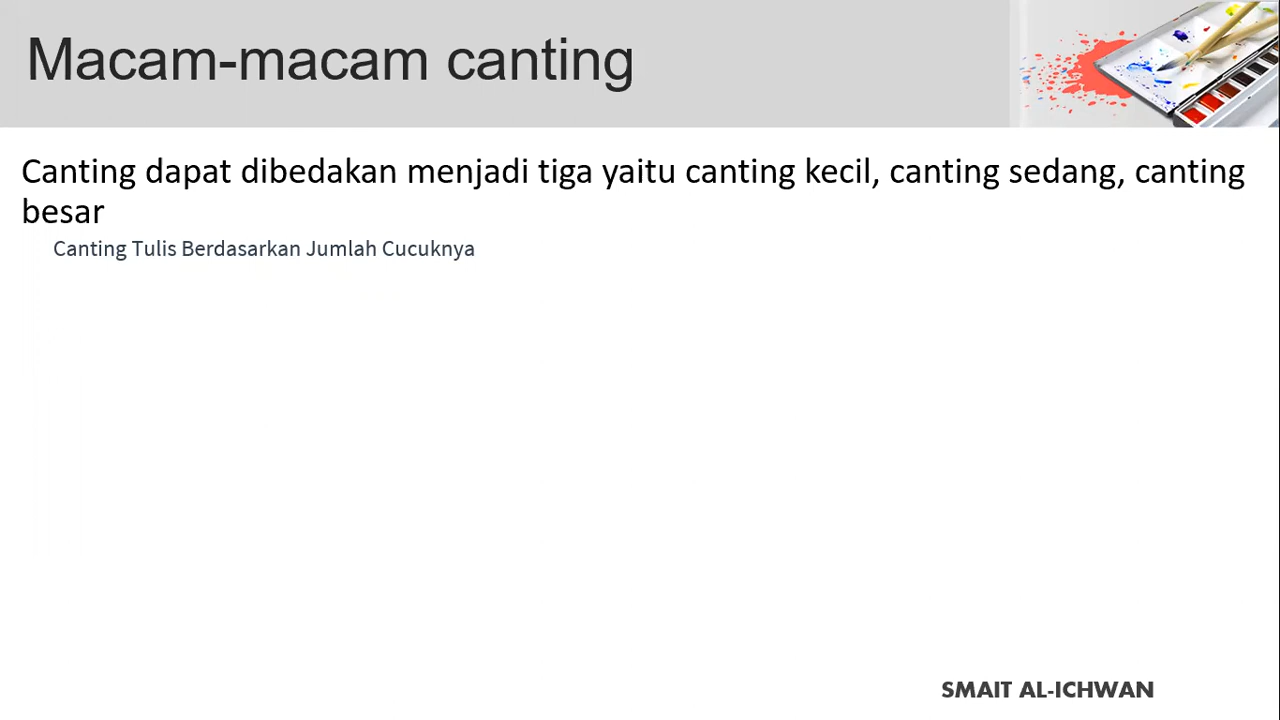 Macam-macam canting
Canting dapat dibedakan menjadi tiga yaitu canting kecil, canting sedang, canting
besar
Canting Tulis Berdasarkan Jumlah Cucuknya
SMAIT AL-ICHWAN